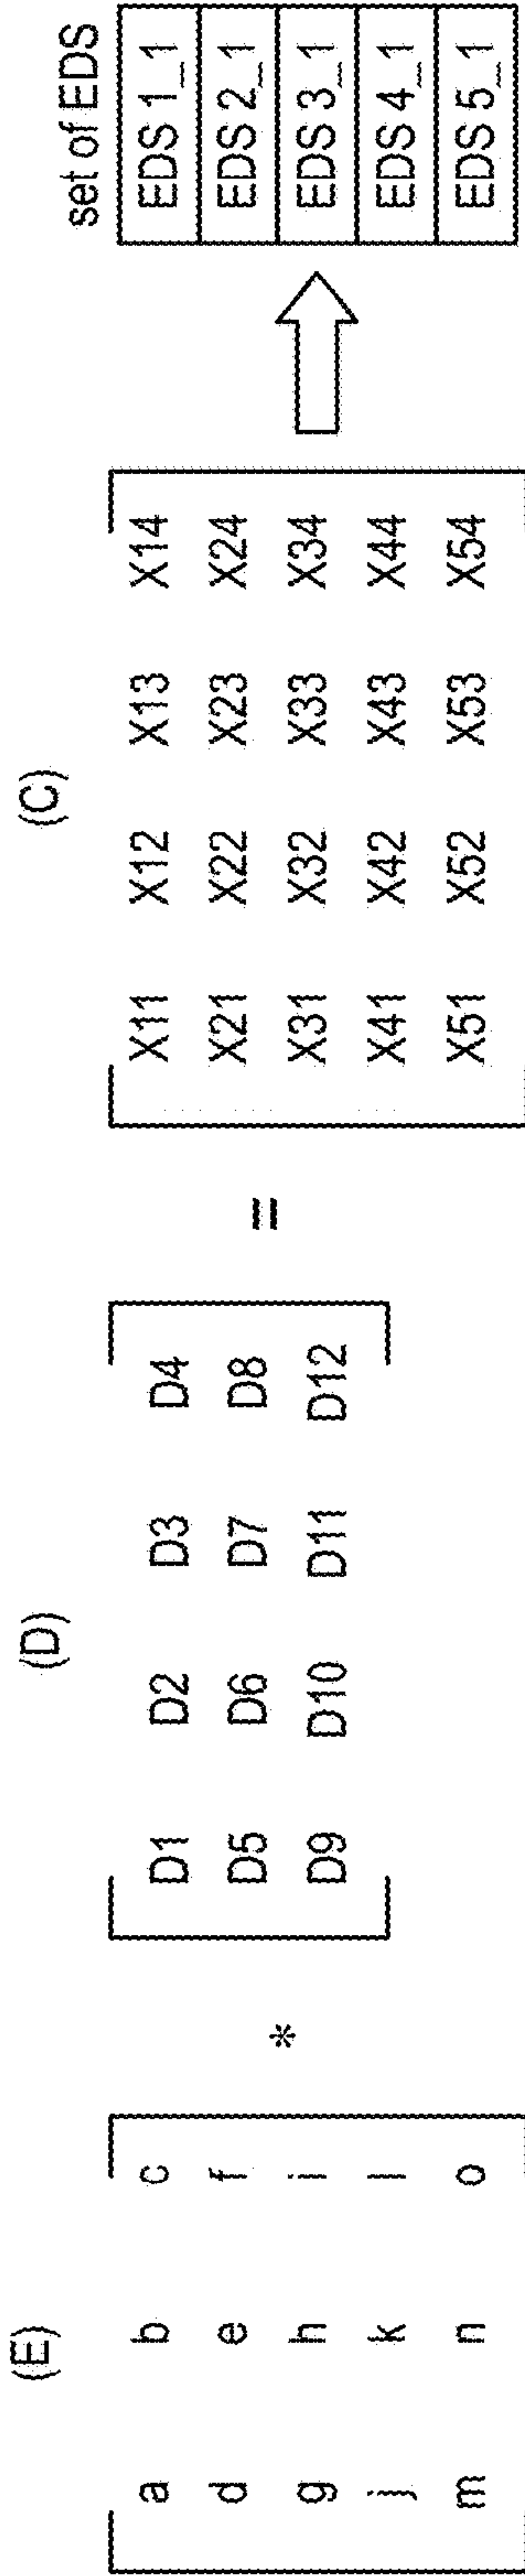 (E) (D) (C) set of EDS
a b c D1 D2 D3 D4 X11 X12 X13 X14 EDS 1_1
d e f D5 D6 D7 D8 X21 X22 X23 X24 EDS 2_1
g h i * D9 D10 D11 D12 = X31 X32 X33 X34 EDS 3_1
j k l X41 X42 X43 X44 EDS 4_1
m n o X51 X52 X53 X54 EDS 5_1